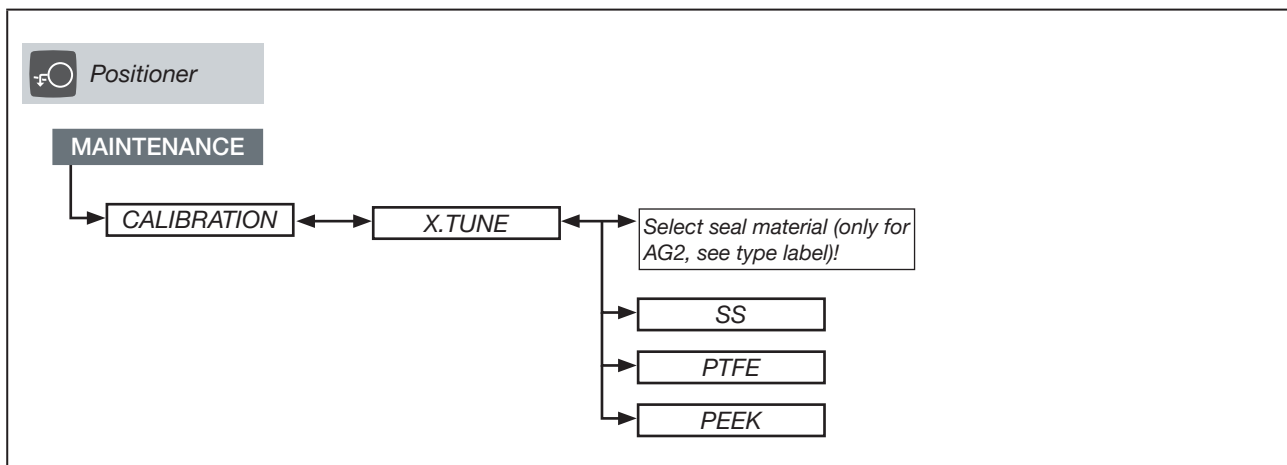 Positioner
MAINTENANCE
CALIBRATION
X.TUNE
Select seal material (only for
AG2, see type label)!
SS
PTFE
PEEK